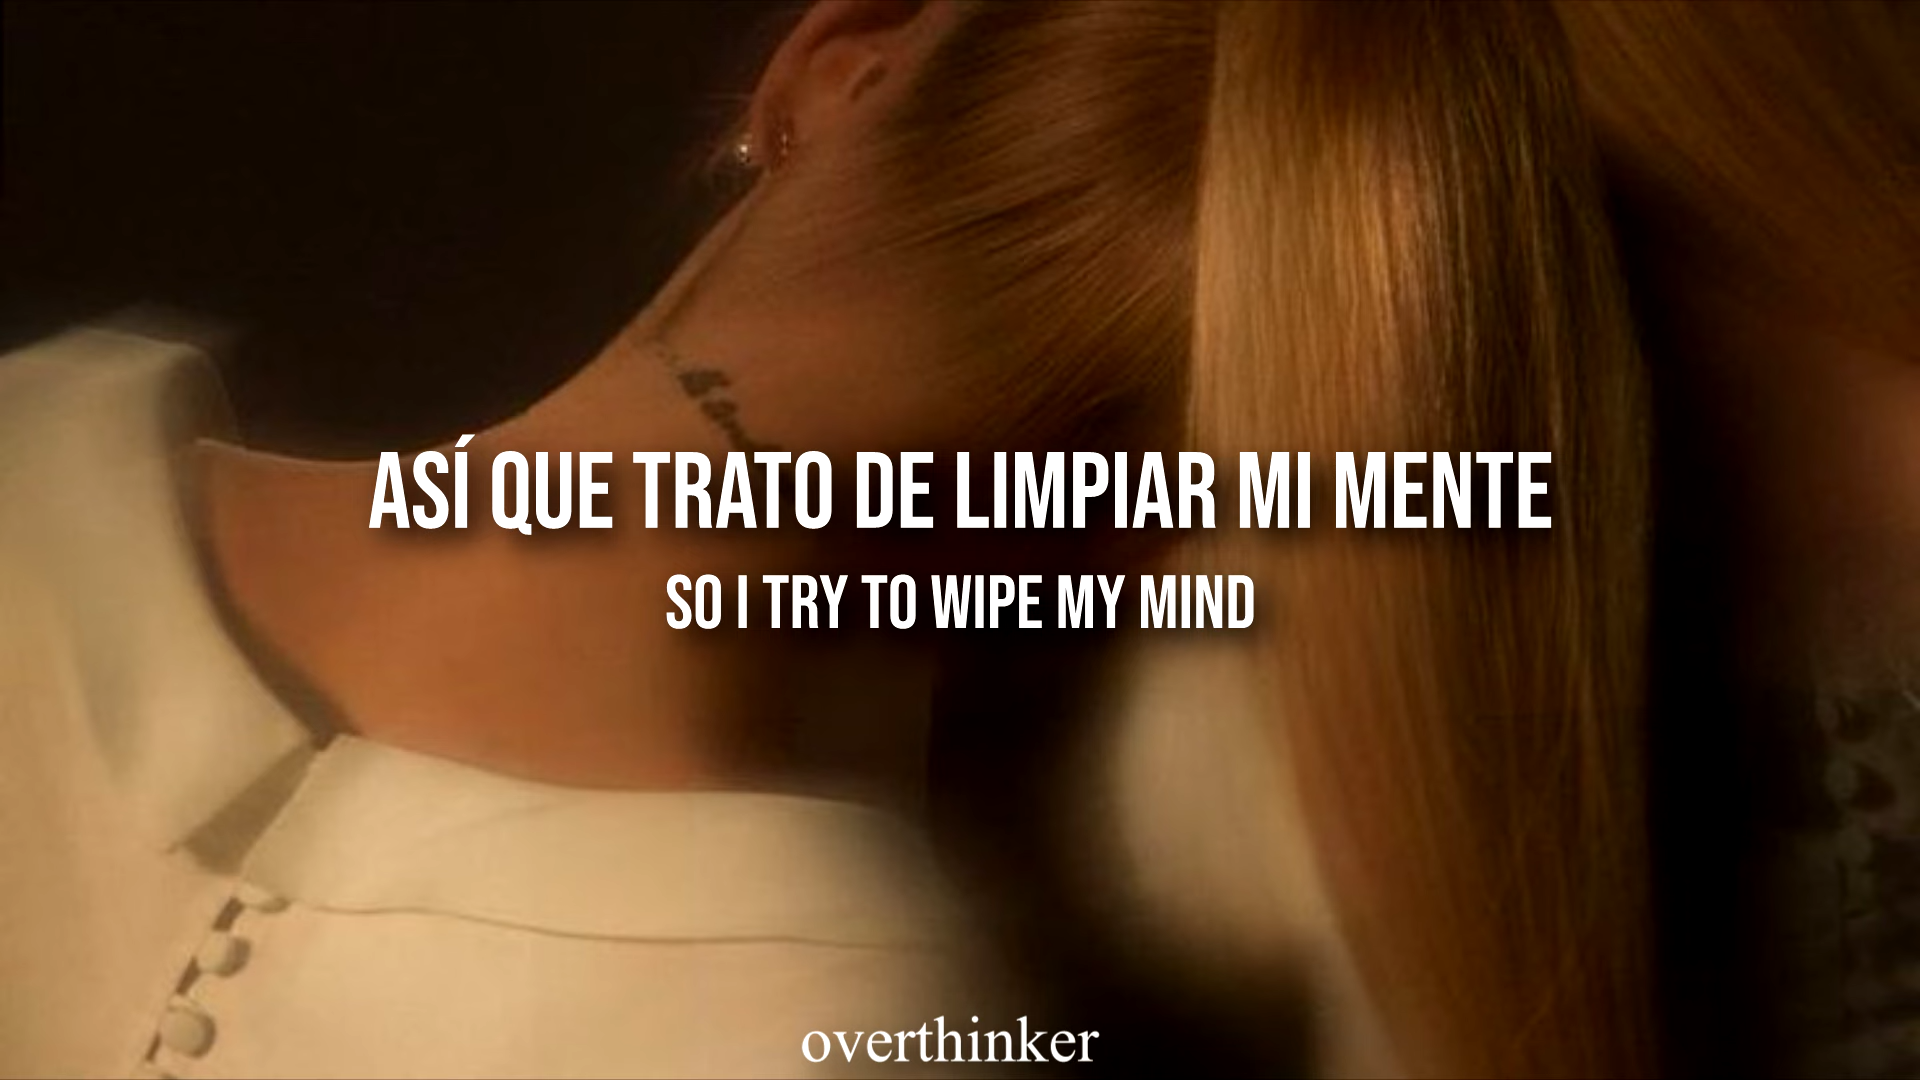 ASÍ QUE TRATO DE LIMPIAR MI MENTE
SO I TRY TO WIPE MY MIND
overthinker